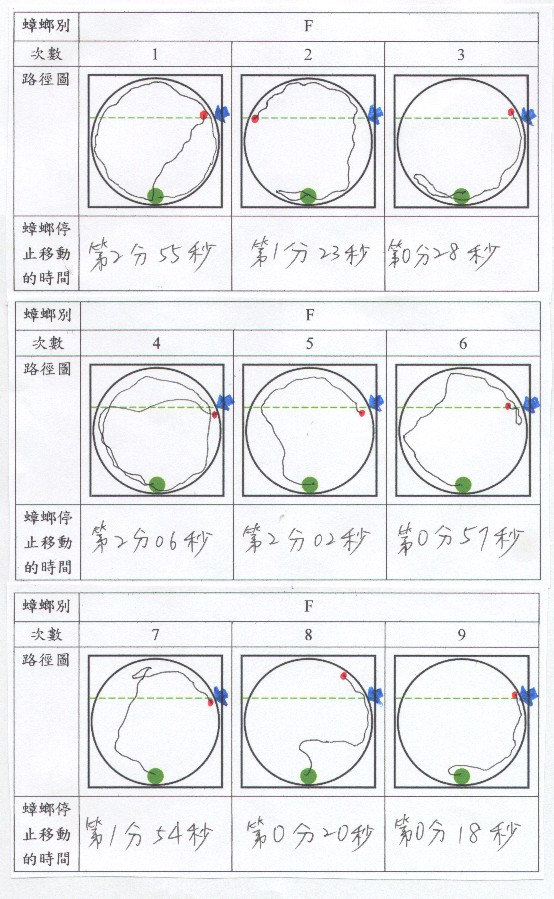 蟑螂別 F
次數 1 2 3
路徑圖
蟑螂停止移動的時間 第2分55秒 第1分23秒 第0分28秒
蟑螂別 F
次數 4 5 6
路徑圖
蟑螂停止移動的時間 第2分06秒 第2分02秒 第0分57秒
蟑螂別 F
次數 7 8 9
路徑圖
蟑螂停止移動的時間 第1分54秒 第0分20秒 第0分18秒